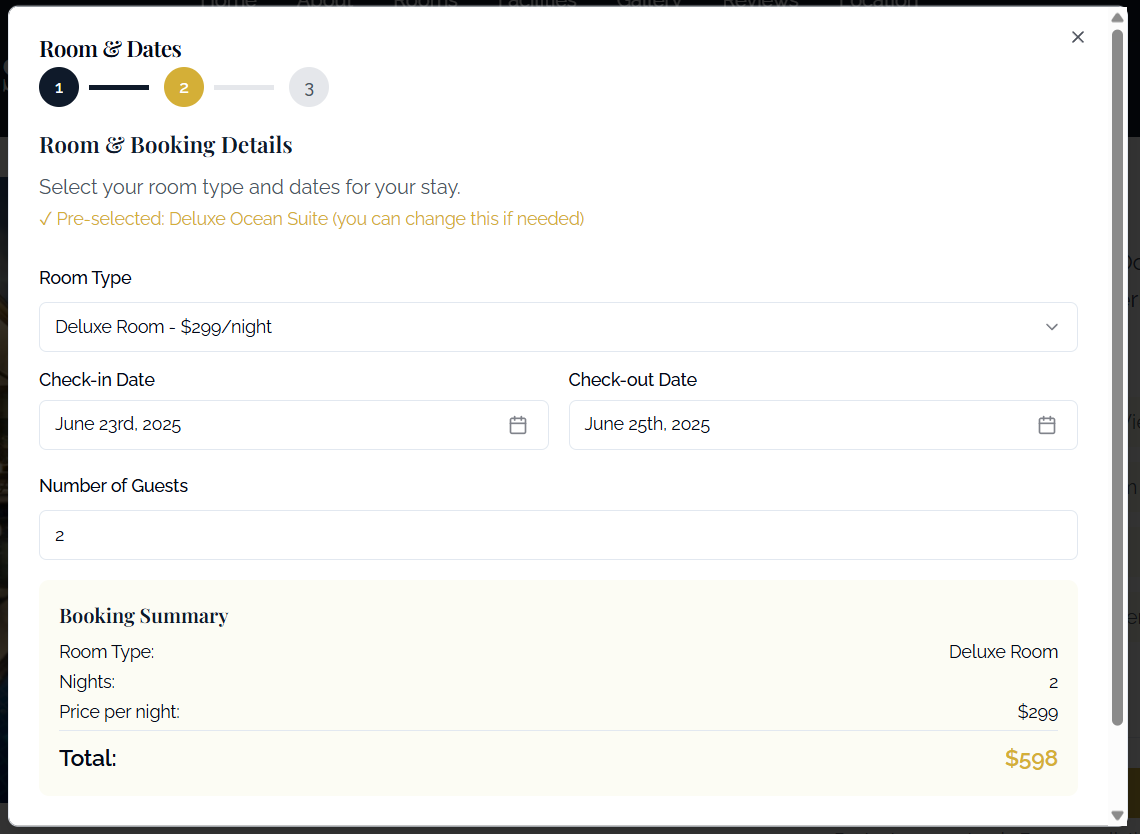 Home About Rooms Facilities Gallery Reviews Location
Room & Dates
1 2 3
Room & Booking Details
Select your room type and dates for your stay.
✓ Pre-selected: Deluxe Ocean Suite (you can change this if needed)
Room Type
Deluxe Room - $299/night
Check-in Date Check-out Date
June 23rd, 2025 June 25th, 2025
Number of Guests
2
Booking Summary
Room Type: Deluxe Room
Nights: 2
Price per night: $299
Total: $598